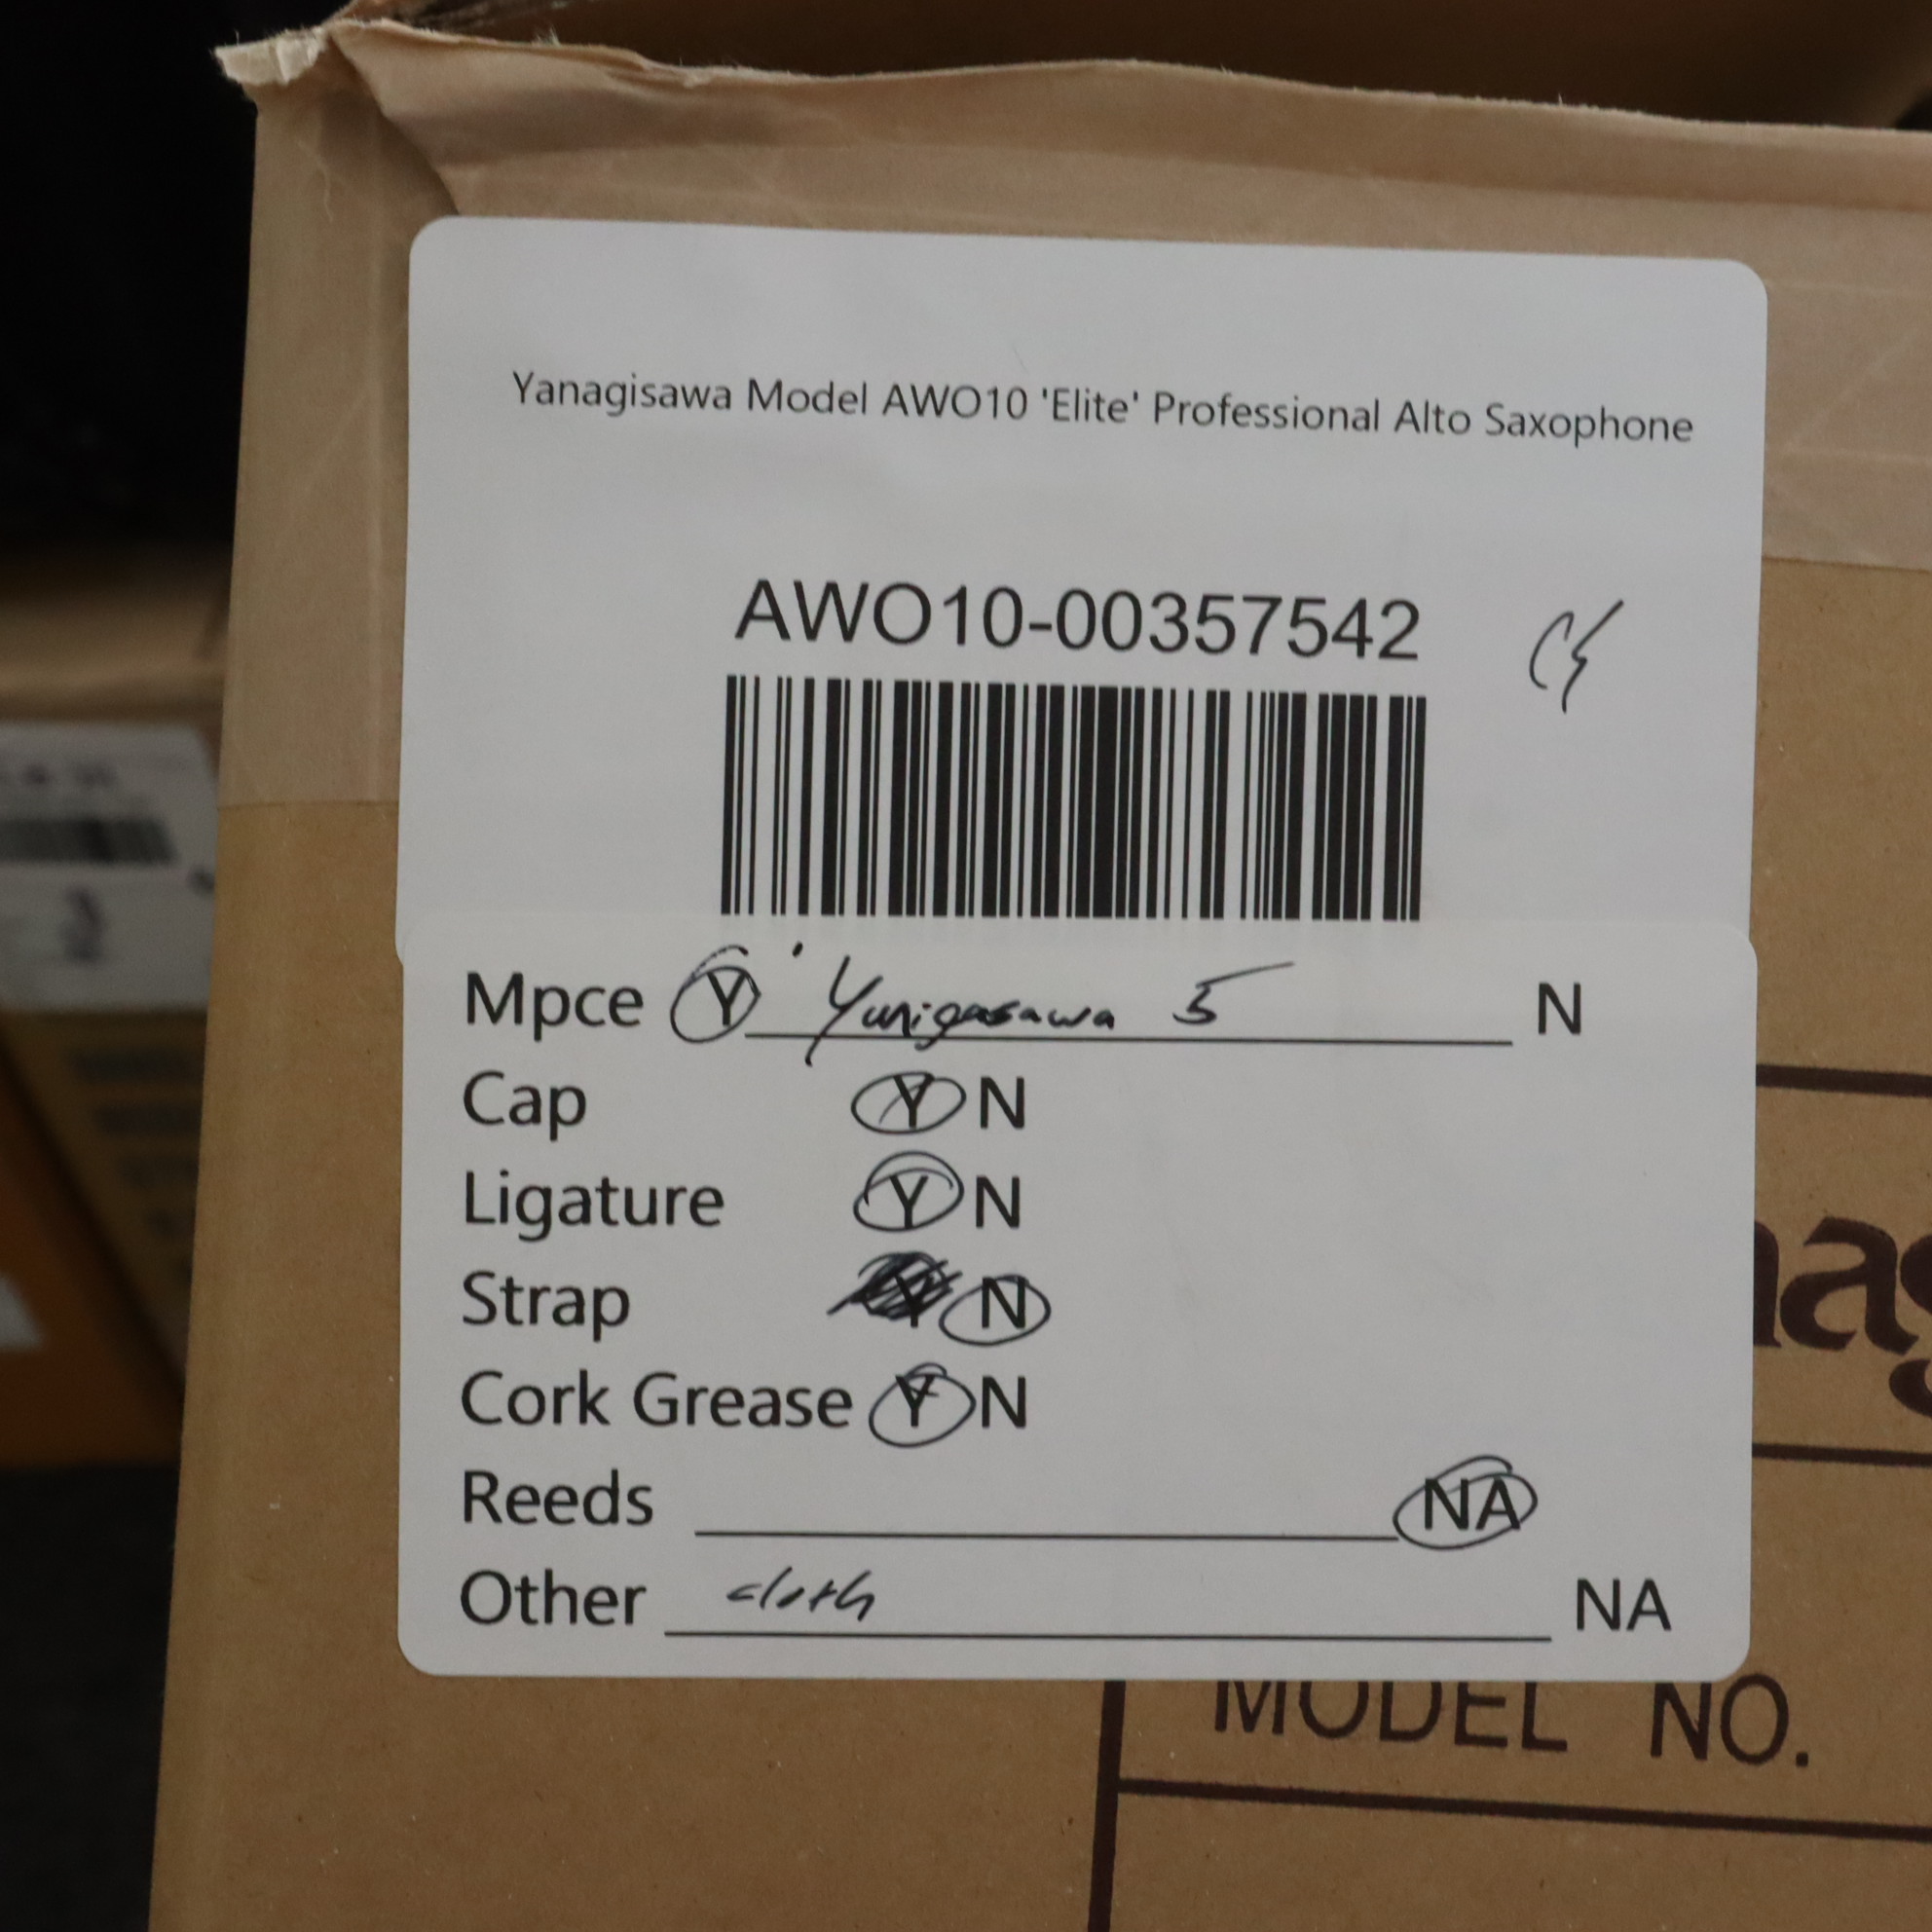 Yanagisawa Model AWO10 'Elite' Professional Alto Saxophone
AWO10-00357542
Mpce Y Yunigasawa 5 N
Cap Y N
Ligature Y N
Strap Y N
Cork Grease Y N
Reeds NA
Other cloth NA
MODEL NO.